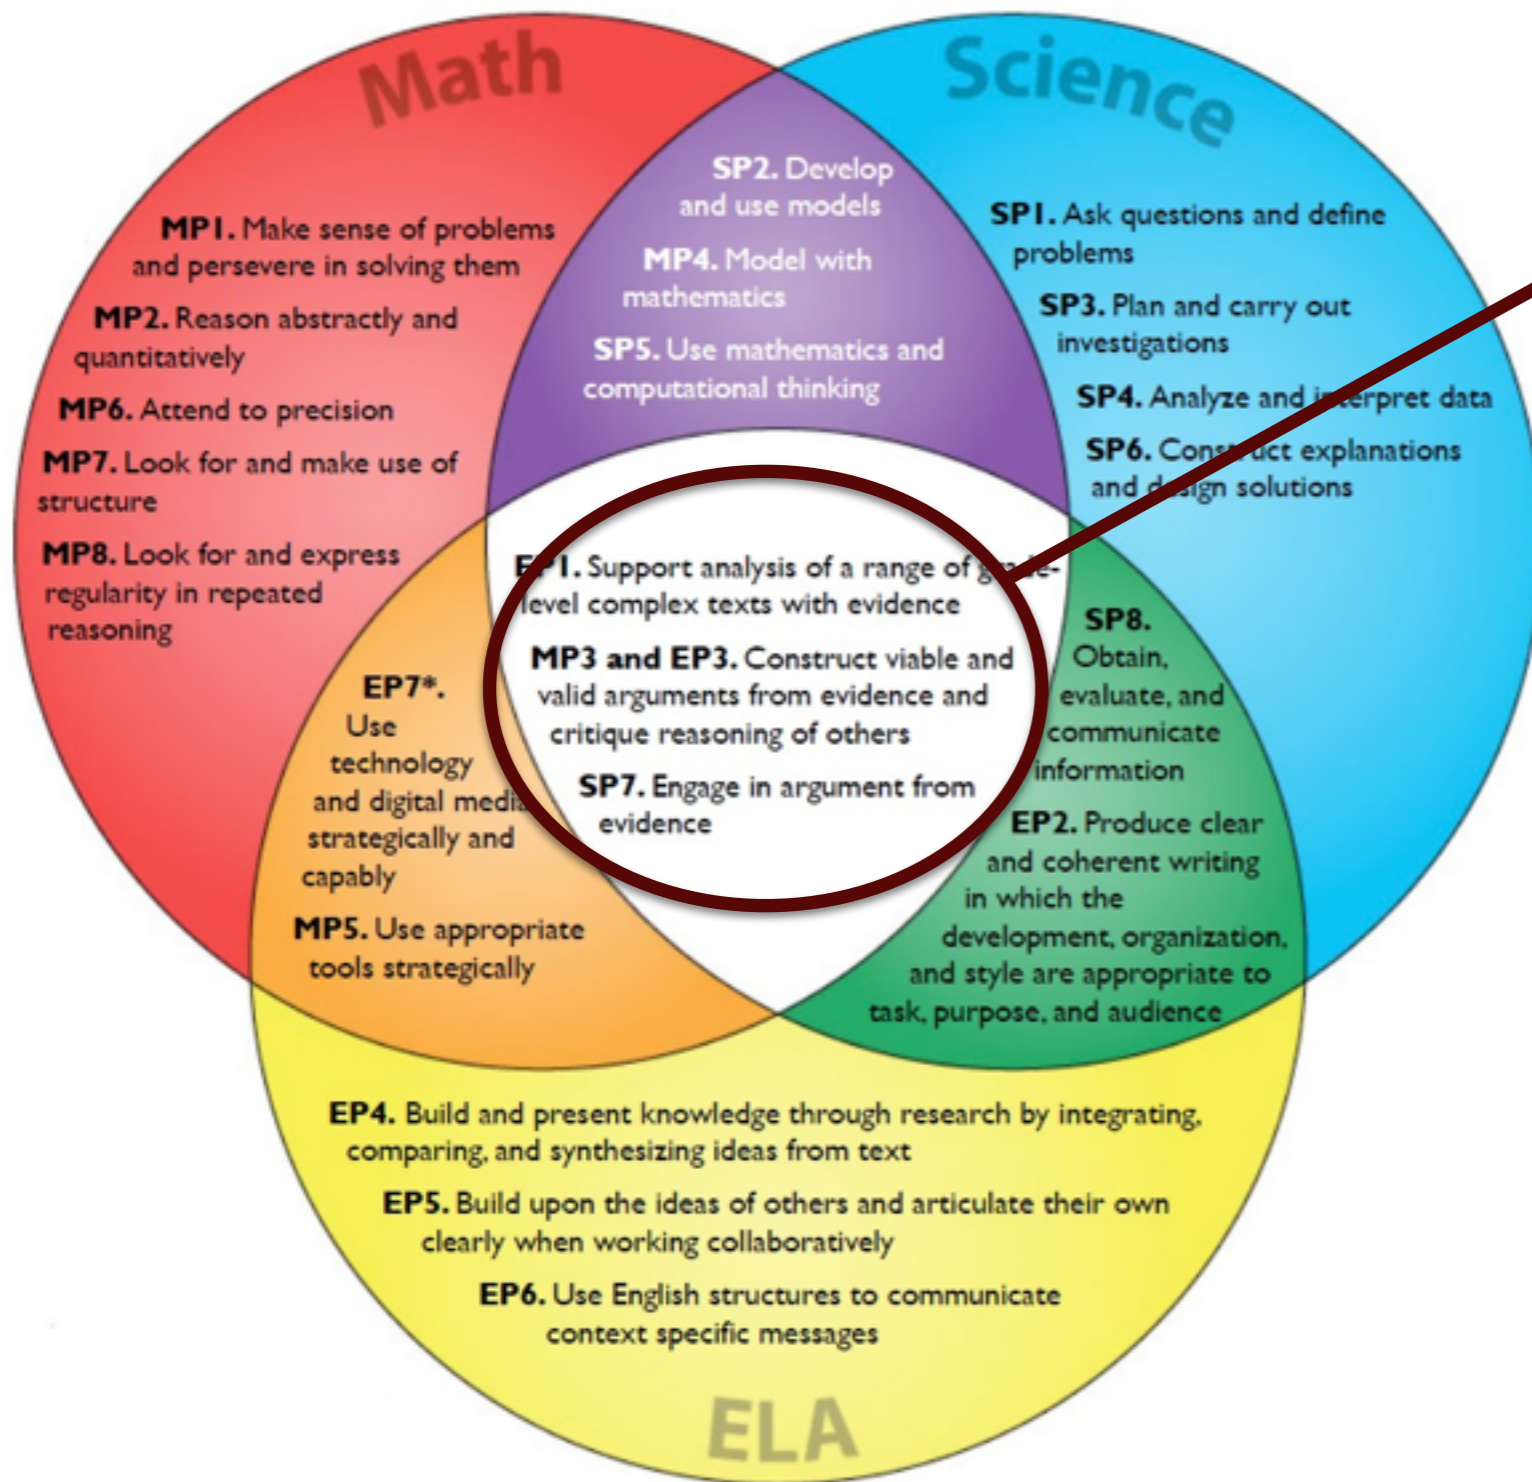 Math
Science
MP1. Make sense of problems
and persevere in solving them
MP2. Reason abstractly and
quantitatively
MP6. Attend to precision
MP7. Look for and make use of
structure
MP8. Look for and express
regularity in repeated
reasoning
SP2. Develop
and use models
MP4. Model with
mathematics
SP5. Use mathematics and
computational thinking
SP1. Ask questions and define
problems
SP3. Plan and carry out
investigations
SP4. Analyze and interpret data
SP6. Construct explanations
and design solutions
EP1. Support analysis of a range of grade-
level complex texts with evidence
MP3 and EP3. Construct viable and
valid arguments from evidence and
critique reasoning of others
SP7. Engage in argument from
evidence
EP7*.
Use
technology
and digital media
strategically and
capably
MP5. Use appropriate
tools strategically
SP8.
Obtain,
evaluate, and
communicate
information
EP2. Produce clear
and coherent writing
in which the
development, organization,
and style are appropriate to
task, purpose, and audience
EP4. Build and present knowledge through research by integrating,
comparing, and synthesizing ideas from text
EP5. Build upon the ideas of others and articulate their own
clearly when working collaboratively
EP6. Use English structures to communicate
context specific messages
ELA